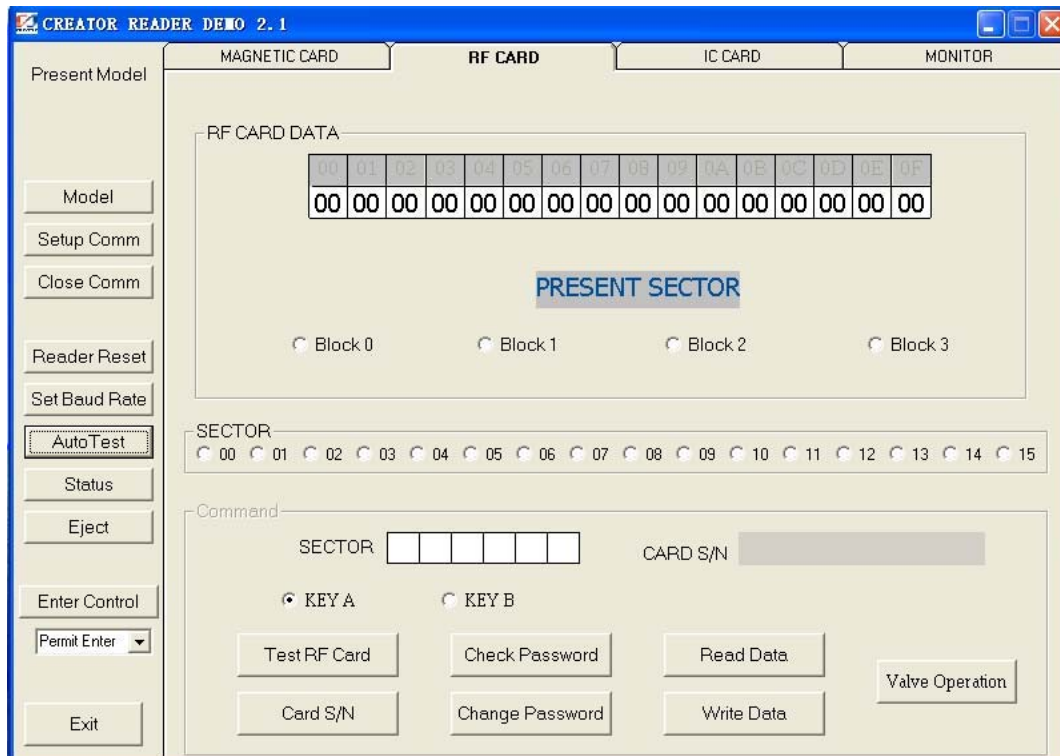 CREATOR READER DEMO 2.1
Present Model
MAGNETIC CARD
RF CARD
IC CARD
MONITOR
RF CARD DATA
00 01 02 03 04 05 06 07 08 09 0A 0B 0C 0D 0E 0F
00 00 00 00 00 00 00 00 00 00 00 00 00 00 00 00
PRESENT SECTOR
Block 0
Block 1
Block 2
Block 3
Model
Setup Comm
Close Comm
Reader Reset
Set Baud Rate
AutoTest
Status
Eject
Enter Control
Permit Enter
Exit
SECTOR
00 01 02 03 04 05 06 07 08 09 10 11 12 13 14 15
Command
SECTOR
CARD S/N
KEY A
KEY B
Test RF Card
Check Password
Read Data
Card S/N
Change Password
Write Data
Valve Operation